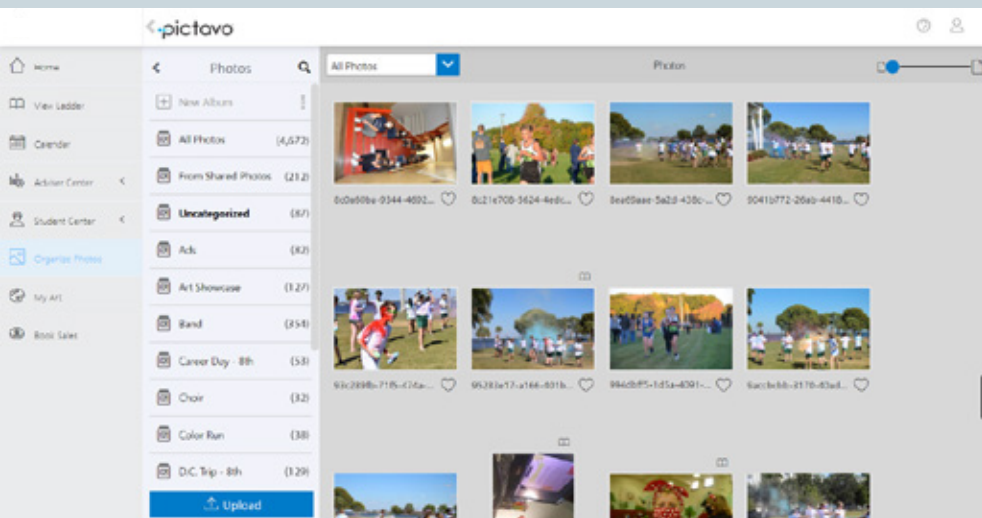 pictavo
Home
View Ladder
Calendar
Adviser Center
Student Center
Organize Photos
My Art
Book Sales
Photos
New Album
All Photos (4,672)
From Shared Photos (212)
Uncategorized (87)
Ads (82)
Art Showcase (127)
Band (354)
Career Day - 8th (53)
Choir (32)
Color Run (38)
D.C. Trip - 8th (129)
Upload
All Photos
Photos